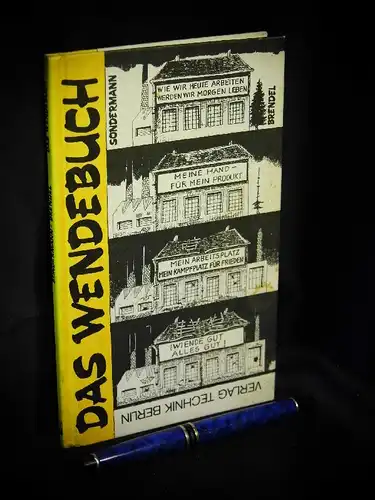 DAS WENDEBUCH
SONDERMANN
BRENDEL
WIE WIR HEUTE ARBEITEN
WERDEN WIR MORGEN LEBEN
MEINE HAND –
FÜR MEIN PRODUKT
MEIN ARBEITSPLATZ
MEIN KAMPFPLATZ FÜR FRIEDEN
(W)ENDE GUT
ALLES GUT!
VERLAG TECHNIK BERLIN